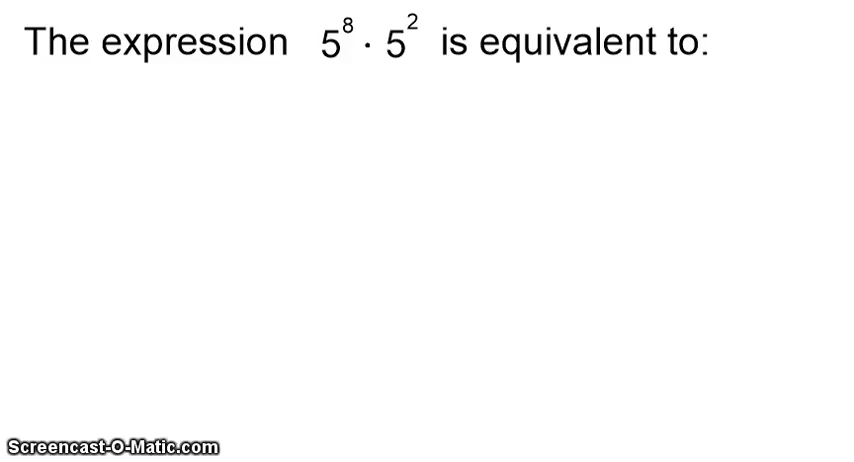 The expression 5⁸ · 5² is equivalent to:
Screencast-O-Matic.com